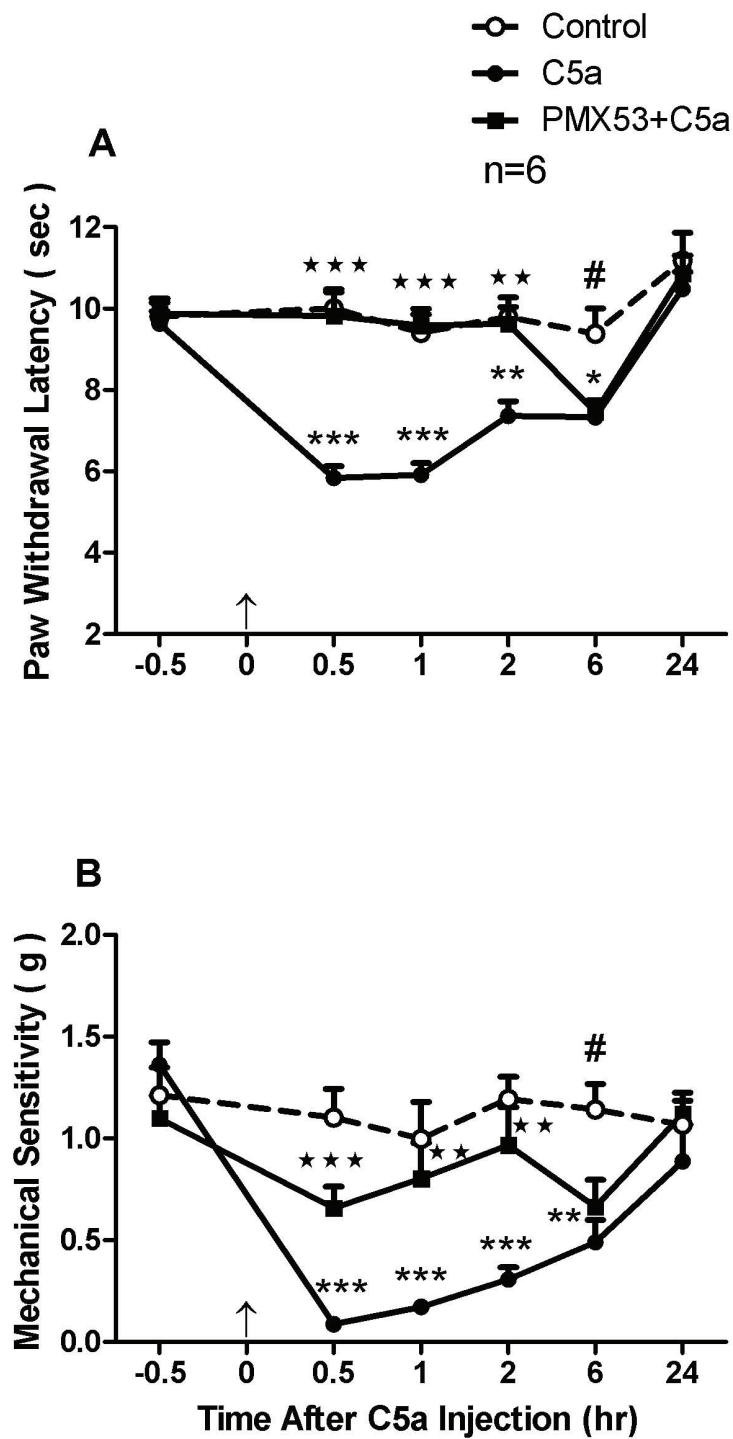 Control
C5a
PMX53+C5a
n=6
A
Paw Withdrawal Latency ( sec )
12
10
8
6
4
2
★★★
★★★
★★
#
***
***
**
*
↑
-0.5 0 0.5 1 2 6 24
B
Mechanical Sensitivity ( g )
2.0
1.5
1.0
0.5
0.0
#
★★★
★★
★★
***
***
***
**
↑
-0.5 0 0.5 1 2 6 24
Time After C5a Injection (hr)